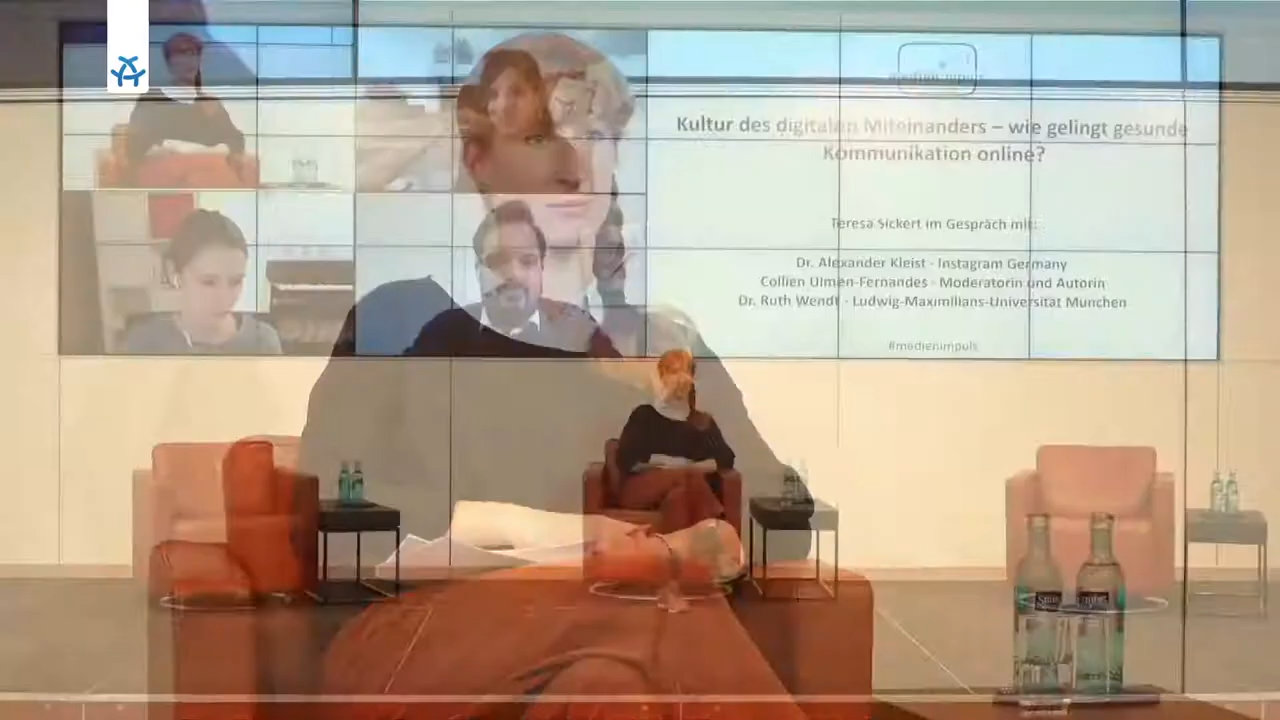 Kultur des digitalen Miteinanders – wie gelingt gesunde
Kommunikation online?
Teresa Sickert im Gespräch mit:
Dr. Alexander Kleist - Instagram Germany
Collien Ulmen-Fernandes - Moderatorin und Autorin
Dr. Ruth Wendt - Ludwig-Maximilians-Universität München
#medienimpuls